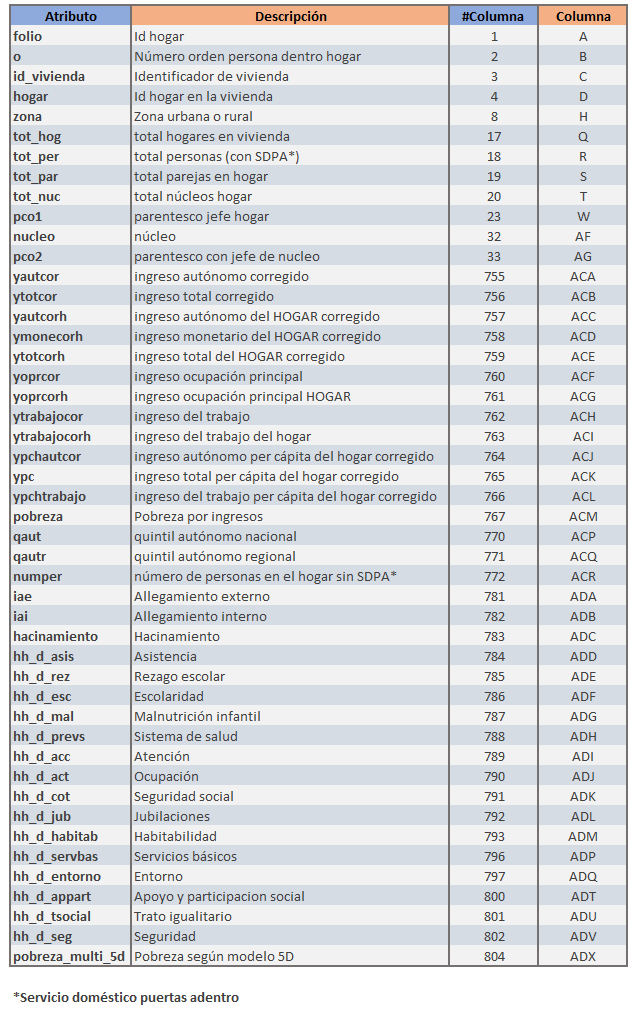 Atributo Descripción #Columna Columna
folio Id hogar 1 A
o Número orden persona dentro hogar 2 B
id_vivienda Identificador de vivienda 3 C
hogar Id hogar en la vivienda 4 D
zona Zona urbana o rural 8 H
tot_hog total hogares en vivienda 17 Q
tot_per total personas (con SDPA*) 18 R
tot_par total parejas en hogar 19 S
tot_nuc total núcleos hogar 20 T
pco1 parentesco jefe hogar 23 W
nucleo núcleo 32 AF
pco2 parentesco con jefe de nucleo 33 AG
yautcor ingreso autónomo corregido 755 ACA
ytotcor ingreso total corregido 756 ACB
yautcorh ingreso autónomo del HOGAR corregido 757 ACC
ymonecorh ingreso monetario del HOGAR corregido 758 ACD
ytotcorh ingreso total del HOGAR corregido 759 ACE
yoprcor ingreso ocupación principal 760 ACF
yoprcorh ingreso ocupación principal HOGAR 761 ACG
ytrabajocor ingreso del trabajo 762 ACH
ytrabajocorh ingreso del trabajo del hogar 763 ACI
ypchautcor ingreso autónomo per cápita del hogar corregido 764 ACJ
ypc ingreso total per cápita del hogar corregido 765 ACK
ypchtrabajo ingreso del trabajo per cápita del hogar corregido 766 ACL
pobreza Pobreza por ingresos 767 ACM
qaut quintil autónomo nacional 770 ACP
qautr quintil autónomo regional 771 ACQ
numper número de personas en el hogar sin SDPA* 772 ACR
iae Allegamiento externo 781 ADA
iai Allegamiento interno 782 ADB
hacinamiento Hacinamiento 783 ADC
hh_d_asis Asistencia 784 ADD
hh_d_rez Rezago escolar 785 ADE
hh_d_esc Escolaridad 786 ADF
hh_d_mal Malnutrición infantil 787 ADG
hh_d_prevs Sistema de salud 788 ADH
hh_d_acc Atención 789 ADI
hh_d_act Ocupación 790 ADJ
hh_d_cot Seguridad social 791 ADK
hh_d_jub Jubilaciones 792 ADL
hh_d_habitab Habitabilidad 793 ADM
hh_d_servbas Servicios básicos 796 ADP
hh_d_entorno Entorno 797 ADQ
hh_d_appart Apoyo y participacion social 800 ADT
hh_d_tsocial Trato igualitario 801 ADU
hh_d_seg Seguridad 802 ADV
pobreza_multi_5d Pobreza según modelo 5D 804 ADX
*Servicio doméstico puertas adentro